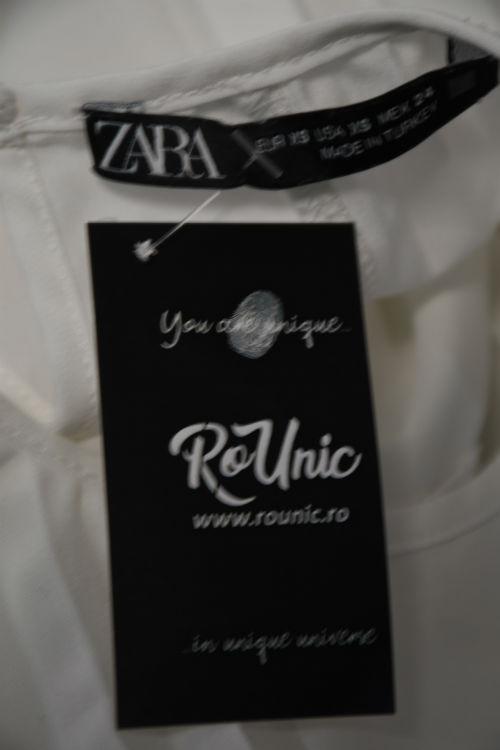 ZARA
EUR XS USA XS MEX 24
MADE IN TURKEY
You are unique...
RoUnic
www.rounic.ro
...in unique universe